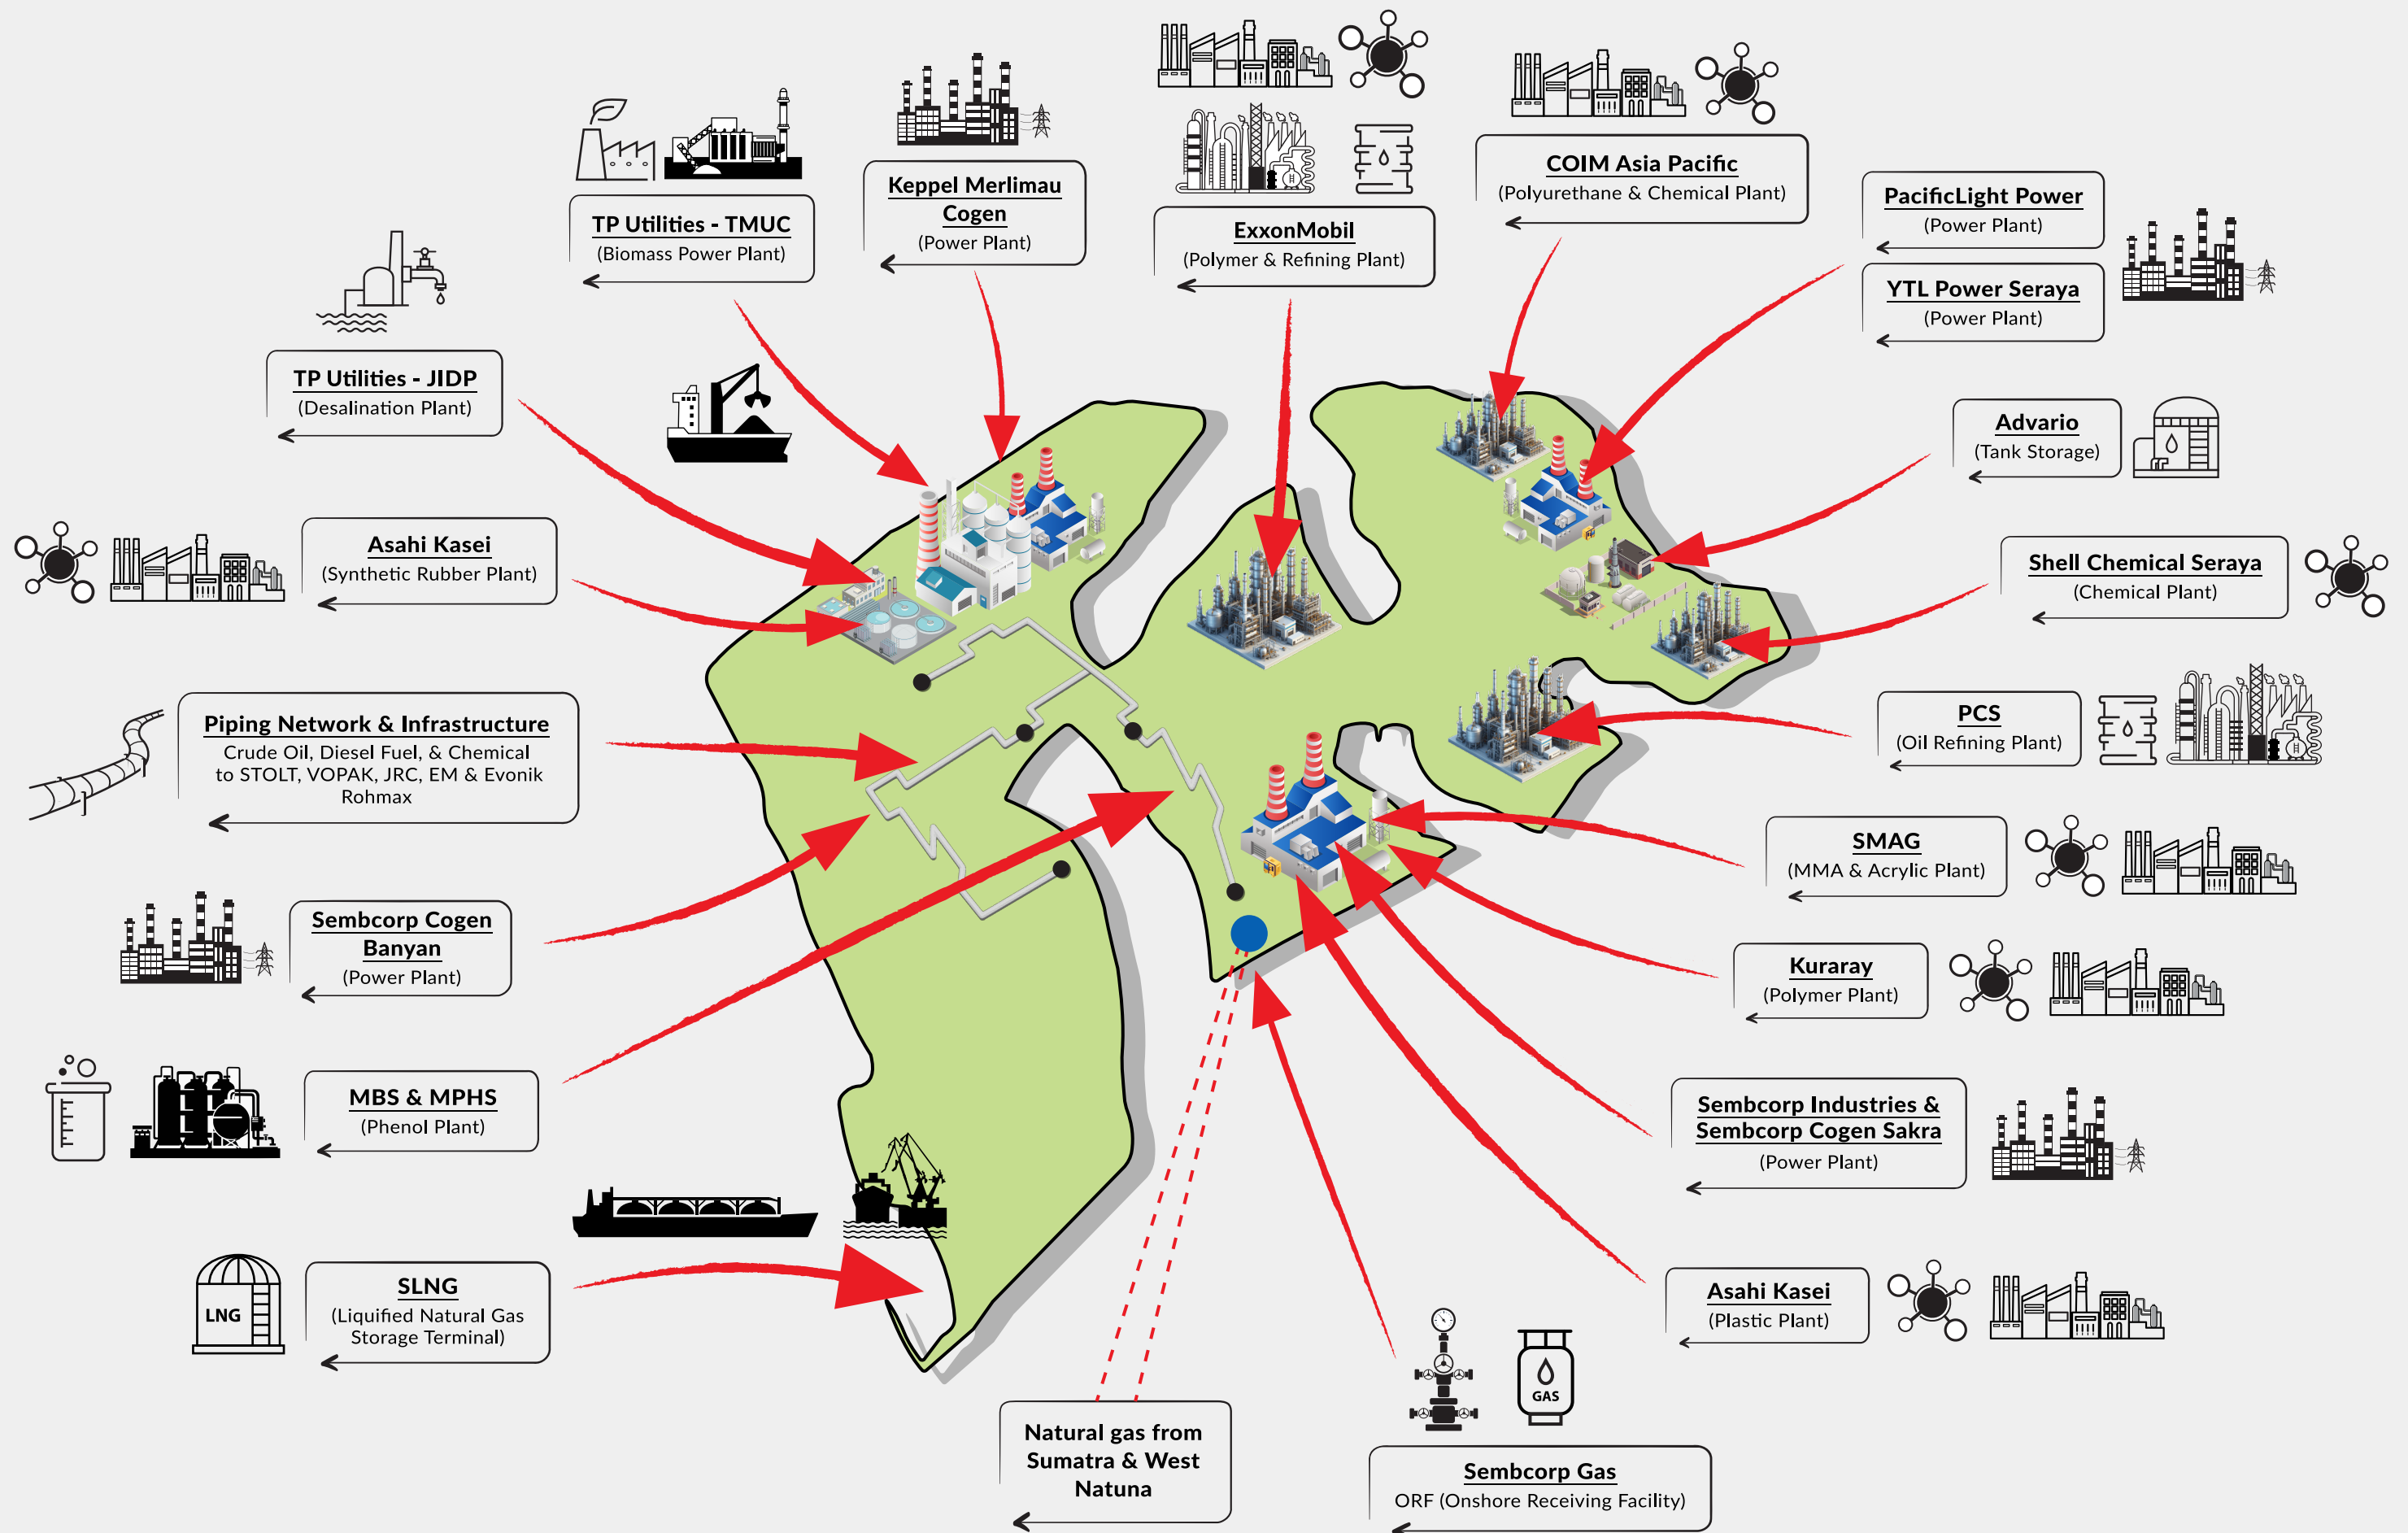 COIM Asia Pacific
(Polyurethane & Chemical Plant)
Keppel Merlimau
Cogen
(Power Plant)
PacificLight Power
(Power Plant)
TP Utilities - TMUC
(Biomass Power Plant)
ExxonMobil
(Polymer & Refining Plant)
YTL Power Seraya
(Power Plant)
TP Utilities - JIDP
(Desalination Plant)
Advario
(Tank Storage)
Asahi Kasei
(Synthetic Rubber Plant)
Shell Chemical Seraya
(Chemical Plant)
Piping Network & Infrastructure
Crude Oil, Diesel Fuel, & Chemical
to STOLT, VOPAK, JRC, EM & Evonik
Rohmax
PCS
(Oil Refining Plant)
SMAG
(MMA & Acrylic Plant)
Sembcorp Cogen
Banyan
(Power Plant)
Kuraray
(Polymer Plant)
MBS & MPHS
(Phenol Plant)
Sembcorp Industries &
Sembcorp Cogen Sakra
(Power Plant)
LNG
SLNG
(Liquified Natural Gas
Storage Terminal)
Asahi Kasei
(Plastic Plant)
GAS
Natural gas from
Sumatra & West
Natuna
Sembcorp Gas
ORF (Onshore Receiving Facility)